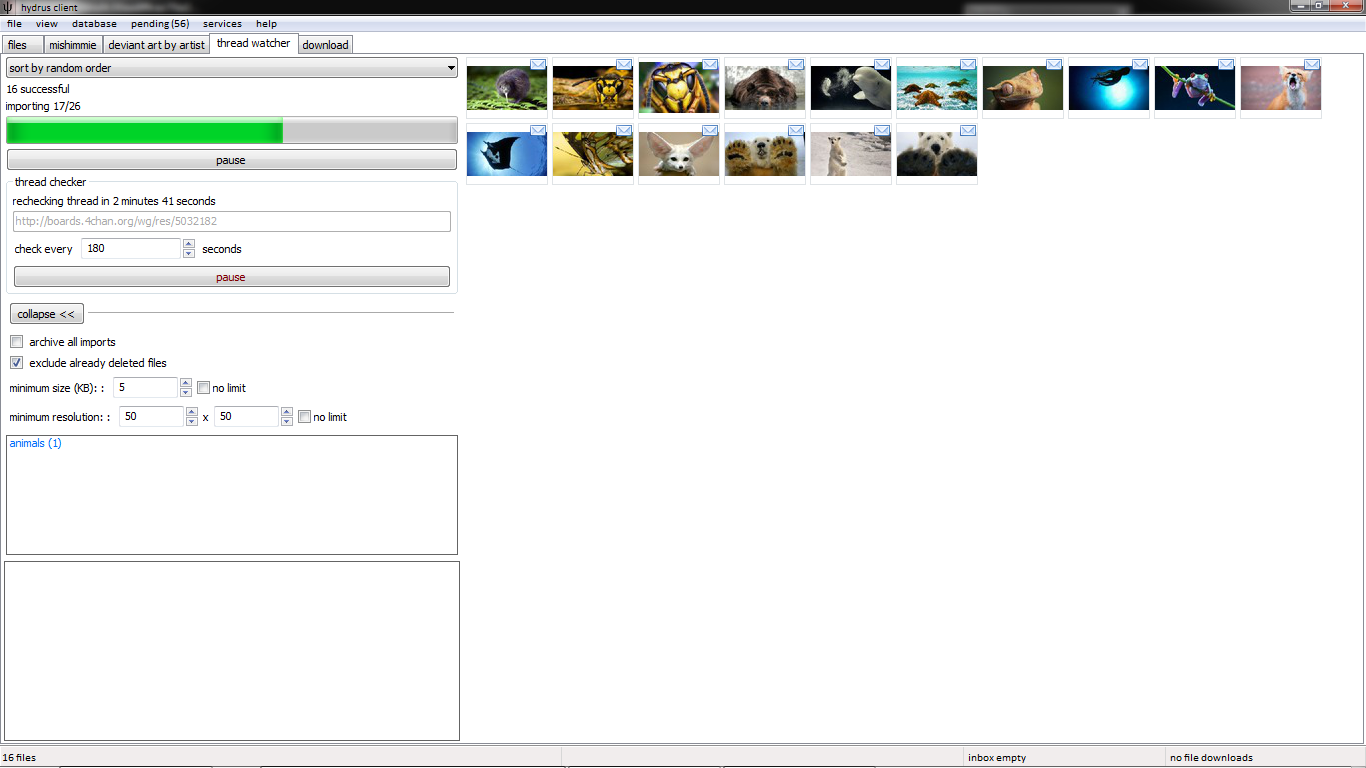 hydrus client
file view database pending (56) services help
files mishimmie deviant art by artist thread watcher download
sort by random order
16 successful
importing 17/26
pause
thread checker
rechecking thread in 2 minutes 41 seconds
http://boards.4chan.org/wg/res/5032182
check every 180 seconds
pause
collapse <<
archive all imports
exclude already deleted files
minimum size (KB): : 5 no limit
minimum resolution: : 50 x 50 no limit
animals (1)
16 files inbox empty no file downloads